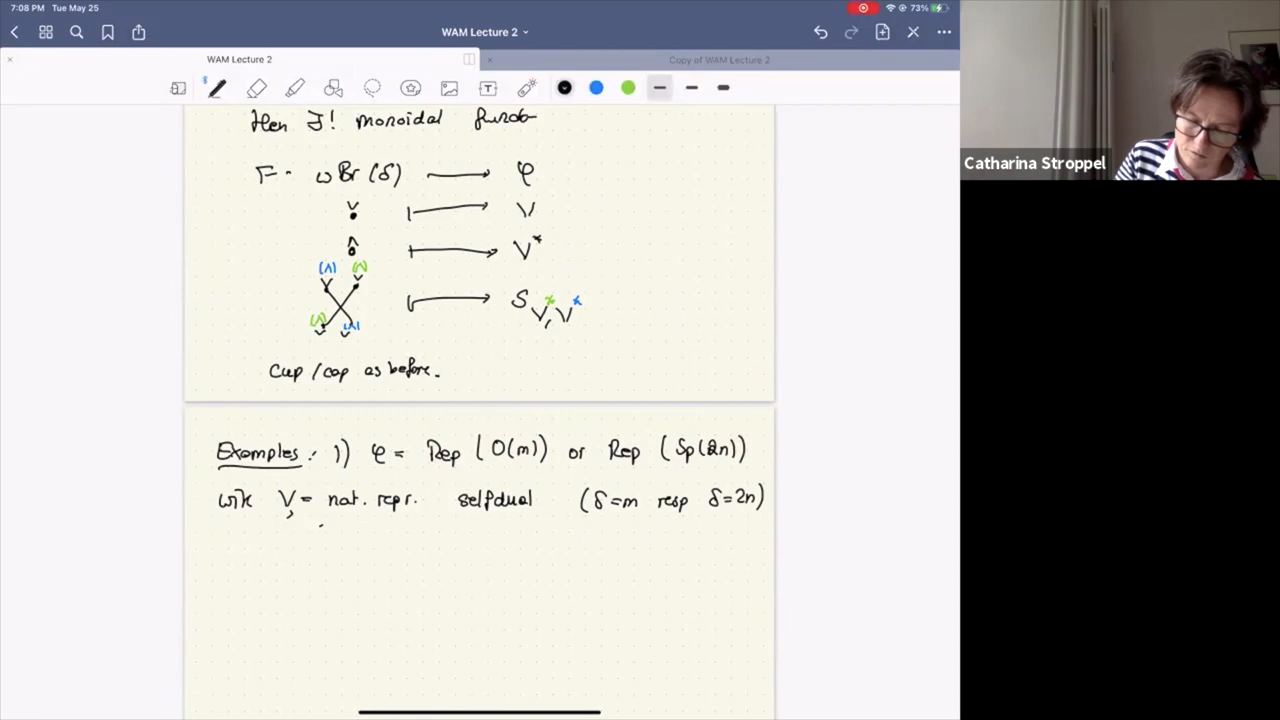 7:08 PM Tue May 25
73%
WAM Lecture 2
WAM Lecture 2
Copy of WAM Lecture 2
then ∃! monoidal
F: ωBr(δ) → 𝒞
∨ • ↦ V
∧ • ↦ V*
(∧) (∧)
∨ ∨ ↦ S V*, V*
(∧) (∧)
∨ ∨
Cup / cap as before.
Examples: 1) 𝒞 = Rep (O(m)) or Rep (Sp(2n))
with V = nat. repr. selfdual (δ=m resp δ=2n)
Catharina Stroppel